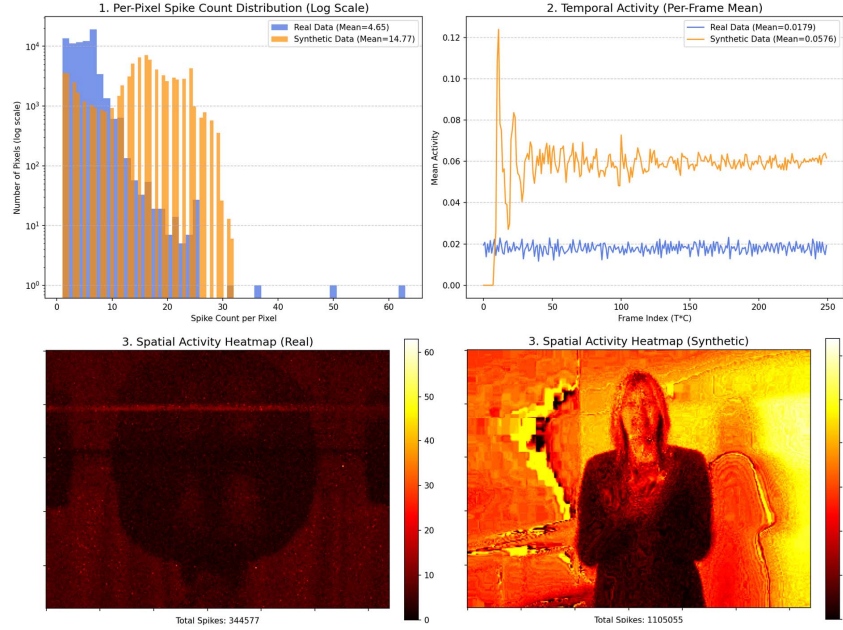 1. Per-Pixel Spike Count Distribution (Log Scale)
Real Data (Mean=4.65)
Synthetic Data (Mean=14.77)
Number of Pixels (log scale)
10⁴
10³
10²
10¹
10⁰
0 10 20 30 40 50 60
Spike Count per Pixel
2. Temporal Activity (Per-Frame Mean)
Real Data (Mean=0.0179)
Synthetic Data (Mean=0.0576)
Mean Activity
0.12
0.10
0.08
0.06
0.04
0.02
0.00
0 50 100 150 200 250
Frame Index (T*C)
3. Spatial Activity Heatmap (Real)
60
50
40
30
20
10
0
Total Spikes: 344577
3. Spatial Activity Heatmap (Synthetic)
Total Spikes: 1105055